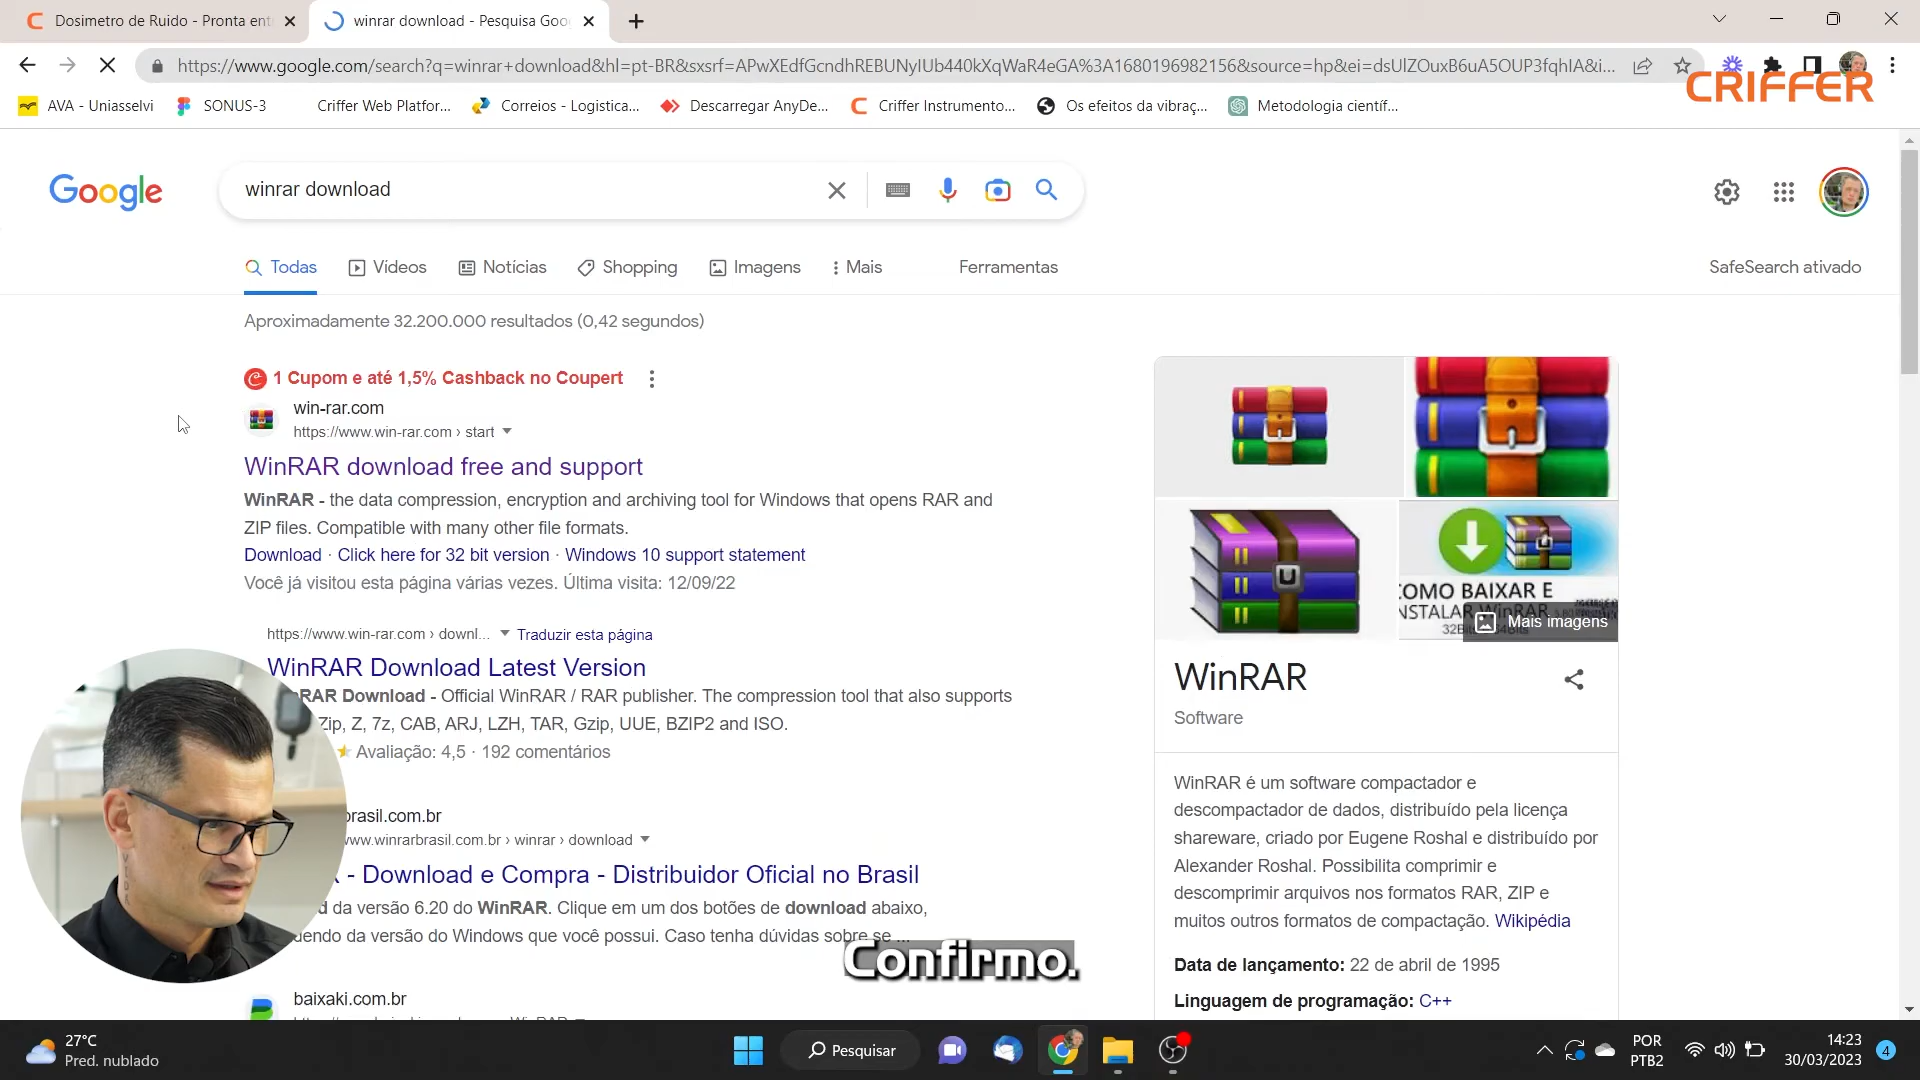 Dosimetro de Ruido - Pronta ent
winrar download - Pesquisa Goo
https://www.google.com/search?q=winrar+download&hl=pt-BR&sxsrf=APwXEdfGcndhREBUNyIUb440kXqWaR4eGA%3A1680196982156&source=hp&ei=dsUlZOuxB6uA5OUP3fqhIA&i...
AVA - Uniasselvi
SONUS-3
Criffer Web Platfor...
Correios - Logistica...
Descarregar AnyDe...
Criffer Instrumento...
Os efeitos da vibraç...
Metodologia científ...
CRIFFER
Google
winrar download
Todas
Vídeos
Notícias
Shopping
Imagens
Mais
Ferramentas
SafeSearch ativado
Aproximadamente 32.200.000 resultados (0,42 segundos)
1 Cupom e até 1,5% Cashback no Coupert
win-rar.com
https://www.win-rar.com › start
WinRAR download free and support
WinRAR - the data compression, encryption and archiving tool for Windows that opens RAR and
ZIP files. Compatible with many other file formats.
Download · Click here for 32 bit version · Windows 10 support statement
Você já visitou esta página várias vezes. Última visita: 12/09/22
https://www.win-rar.com › downl... Traduzir esta página
WinRAR Download Latest Version
RAR Download - Official WinRAR / RAR publisher. The compression tool that also supports
Zip, Z, 7z, CAB, ARJ, LZH, TAR, Gzip, UUE, BZIP2 and ISO.
Avaliação: 4,5 · 192 comentários
brasil.com.br
www.winrarbrasil.com.br › winrar › download
- Download e Compra - Distribuidor Oficial no Brasil
da versão 6.20 do WinRAR. Clique em um dos botões de download abaixo,
da versão do Windows que você possui. Caso tenha dúvidas sobre se ...
Confirmo.
baixaki.com.br
COMO BAIXAR E
INSTALAR WinRAR
Mais imagens
WinRAR
Software
WinRAR é um software compactador e
descompactador de dados, distribuído pela licença
shareware, criado por Eugene Roshal e distribuído por
Alexander Roshal. Possibilita comprimir e
descomprimir arquivos nos formatos RAR, ZIP e
muitos outros formatos de compactação. Wikipédia
Data de lançamento: 22 de abril de 1995
Linguagem de programação: C++
27°C
Pred. nublado
Pesquisar
POR
PTB2
14:23
30/03/2023
4